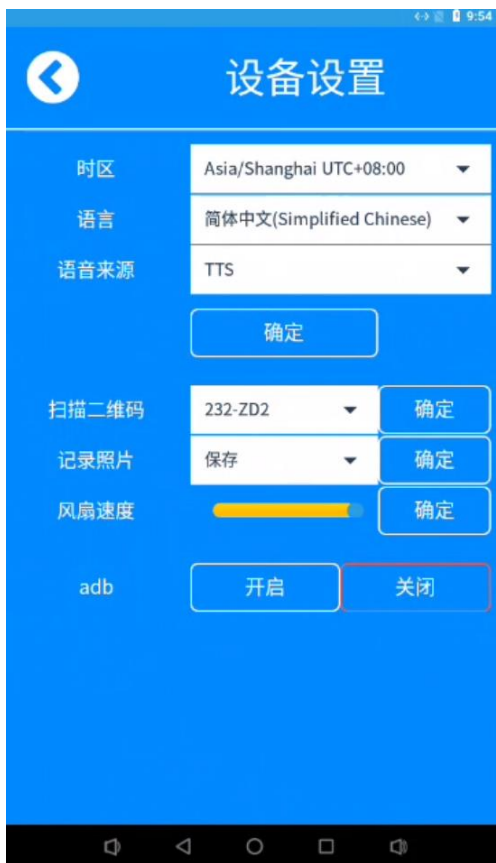 9:54
设备设置
时区 Asia/Shanghai UTC+08:00
语言 简体中文(Simplified Chinese)
语音来源 TTS
确定
扫描二维码 232-ZD2 确定
记录照片 保存 确定
风扇速度 确定
adb 开启 关闭